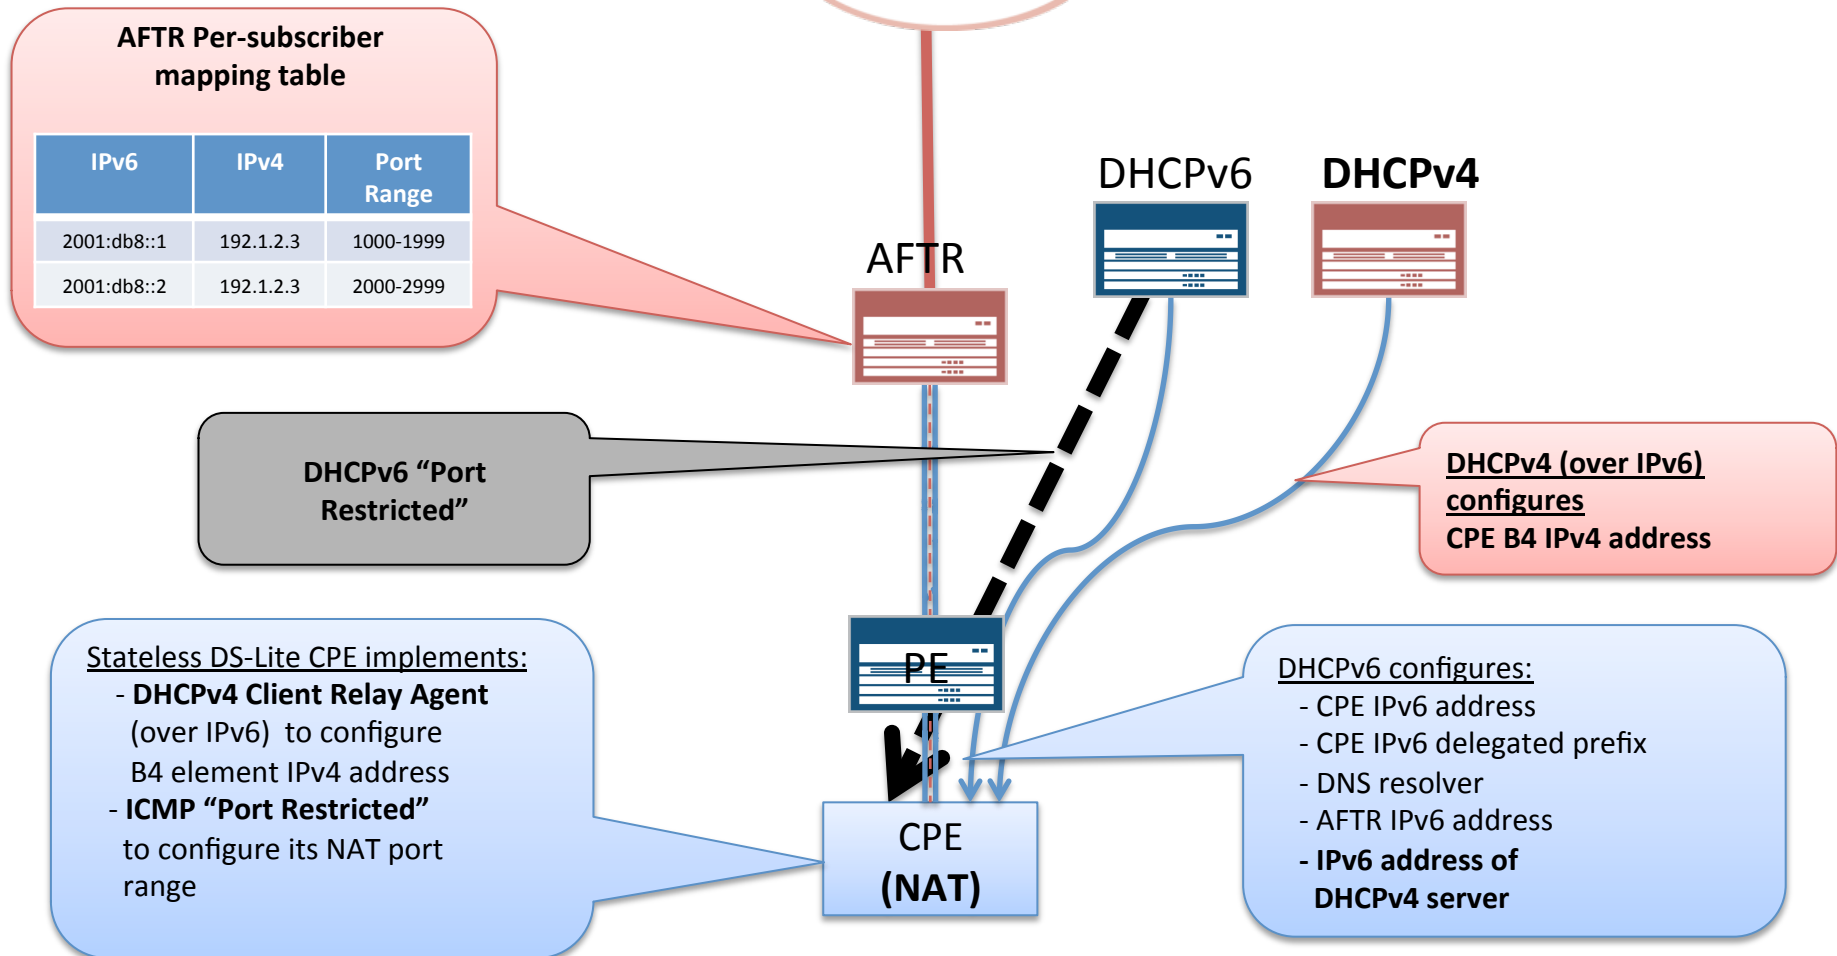 AFTR Per-subscriber
mapping table
IPv6 IPv4 Port
Range
2001:db8::1 192.1.2.3 1000-1999
2001:db8::2 192.1.2.3 2000-2999
DHCPv6 DHCPv4
AFTR
DHCPv6 “Port
Restricted”
DHCPv4 (over IPv6)
configures
CPE B4 IPv4 address
PE
Stateless DS-Lite CPE implements:
- DHCPv4 Client Relay Agent
(over IPv6) to configure
B4 element IPv4 address
- ICMP “Port Restricted”
to configure its NAT port
range
DHCPv6 configures:
- CPE IPv6 address
- CPE IPv6 delegated prefix
- DNS resolver
- AFTR IPv6 address
- IPv6 address of
DHCPv4 server
CPE
(NAT)